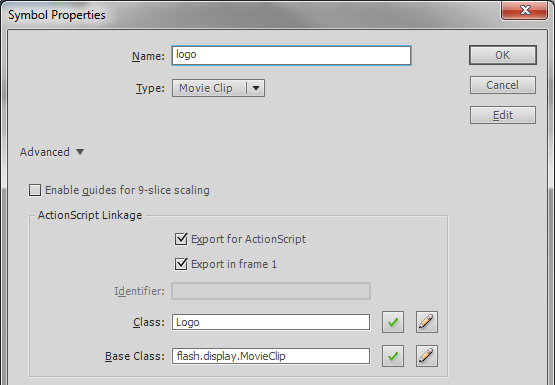 Symbol Properties
Name: logo OK
Type: Movie Clip Cancel
Edit
Advanced
Enable guides for 9-slice scaling
ActionScript Linkage
Export for ActionScript
Export in frame 1
Identifier:
Class: Logo
Base Class: flash.display.MovieClip